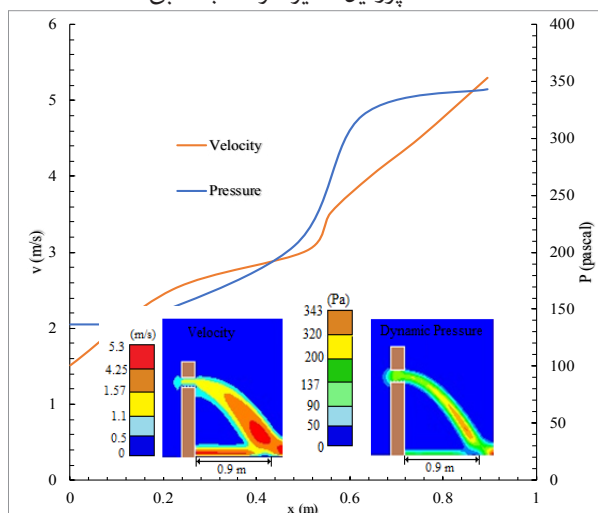 6
5
4
3
2
1
0
v (m/s)
400
350
300
250
200
150
100
50
0
P (pascal)
Velocity
Pressure
(m/s)
5.3
4.25
1.57
1.1
0.5
0
Velocity
0.9 m
(Pa)
343
320
200
137
90
50
0
Dynamic Pressure
0.9 m
0 0.2 0.4 0.6 0.8 1
x (m)